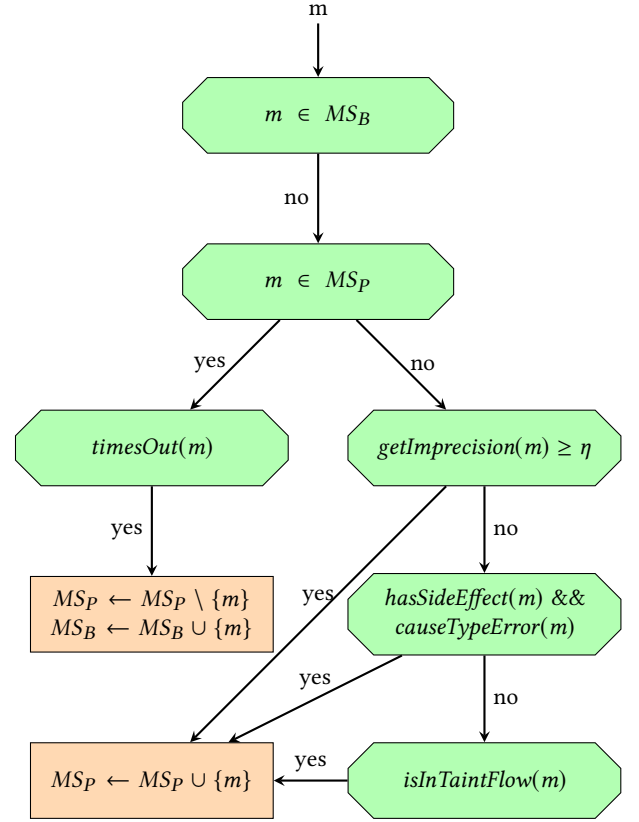 m
m ∈ MS_B
no
m ∈ MS_P
yes
no
timesOut(m)
getImprecision(m) ≥ η
yes
no
MS_P ← MS_P \ {m}
MS_B ← MS_B ∪ {m}
yes
hasSideEffect(m) &&
causeTypeError(m)
yes
no
MS_P ← MS_P ∪ {m}
yes
isInTaintFlow(m)